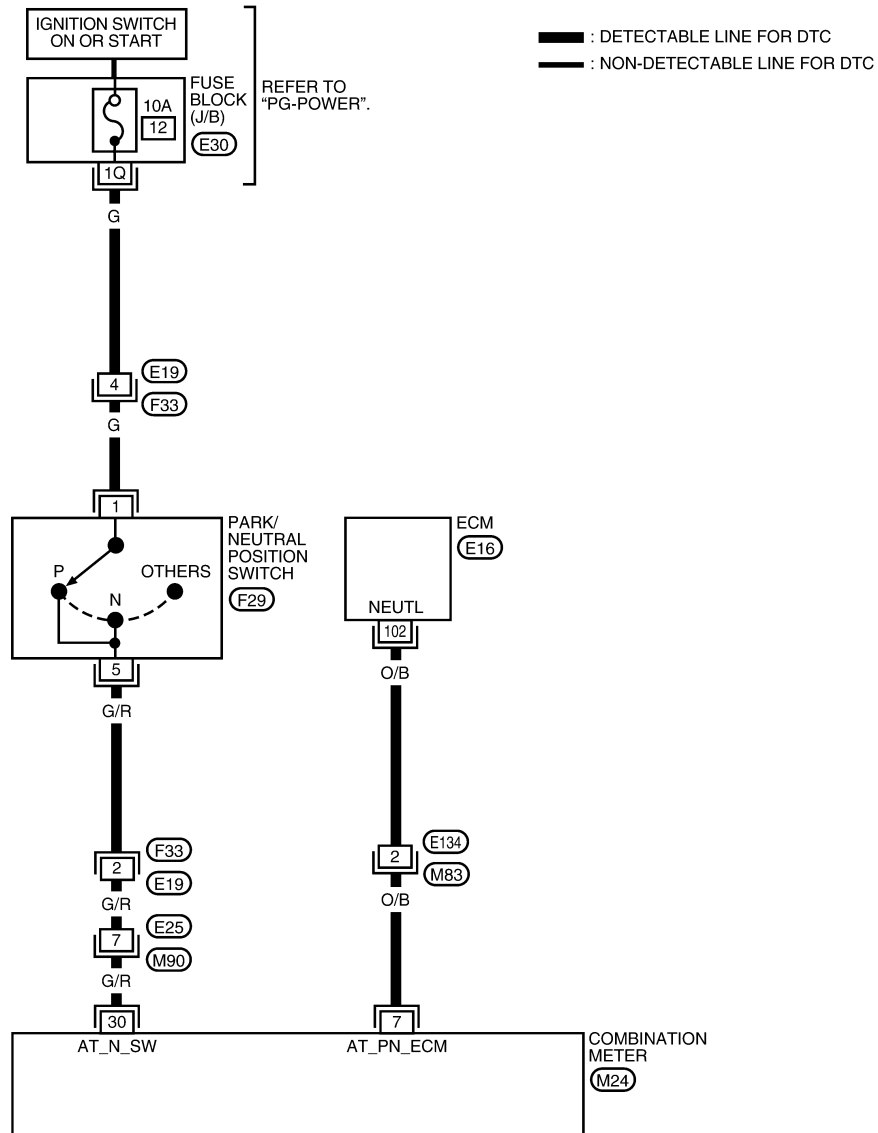 IGNITION SWITCH
ON OR START
FUSE
BLOCK
(J/B)
E30
10A
12
1Q
REFER TO
“PG-POWER”.
: DETECTABLE LINE FOR DTC
: NON-DETECTABLE LINE FOR DTC
G
4
E19
F33
G
1
PARK/
NEUTRAL
POSITION
SWITCH
F29
P
N
OTHERS
5
G/R
ECM
E16
NEUTL
102
O/B
2
F33
E19
G/R
7
E25
M90
G/R
2
E134
M83
O/B
30
AT_N_SW
7
AT_PN_ECM
COMBINATION
METER
M24